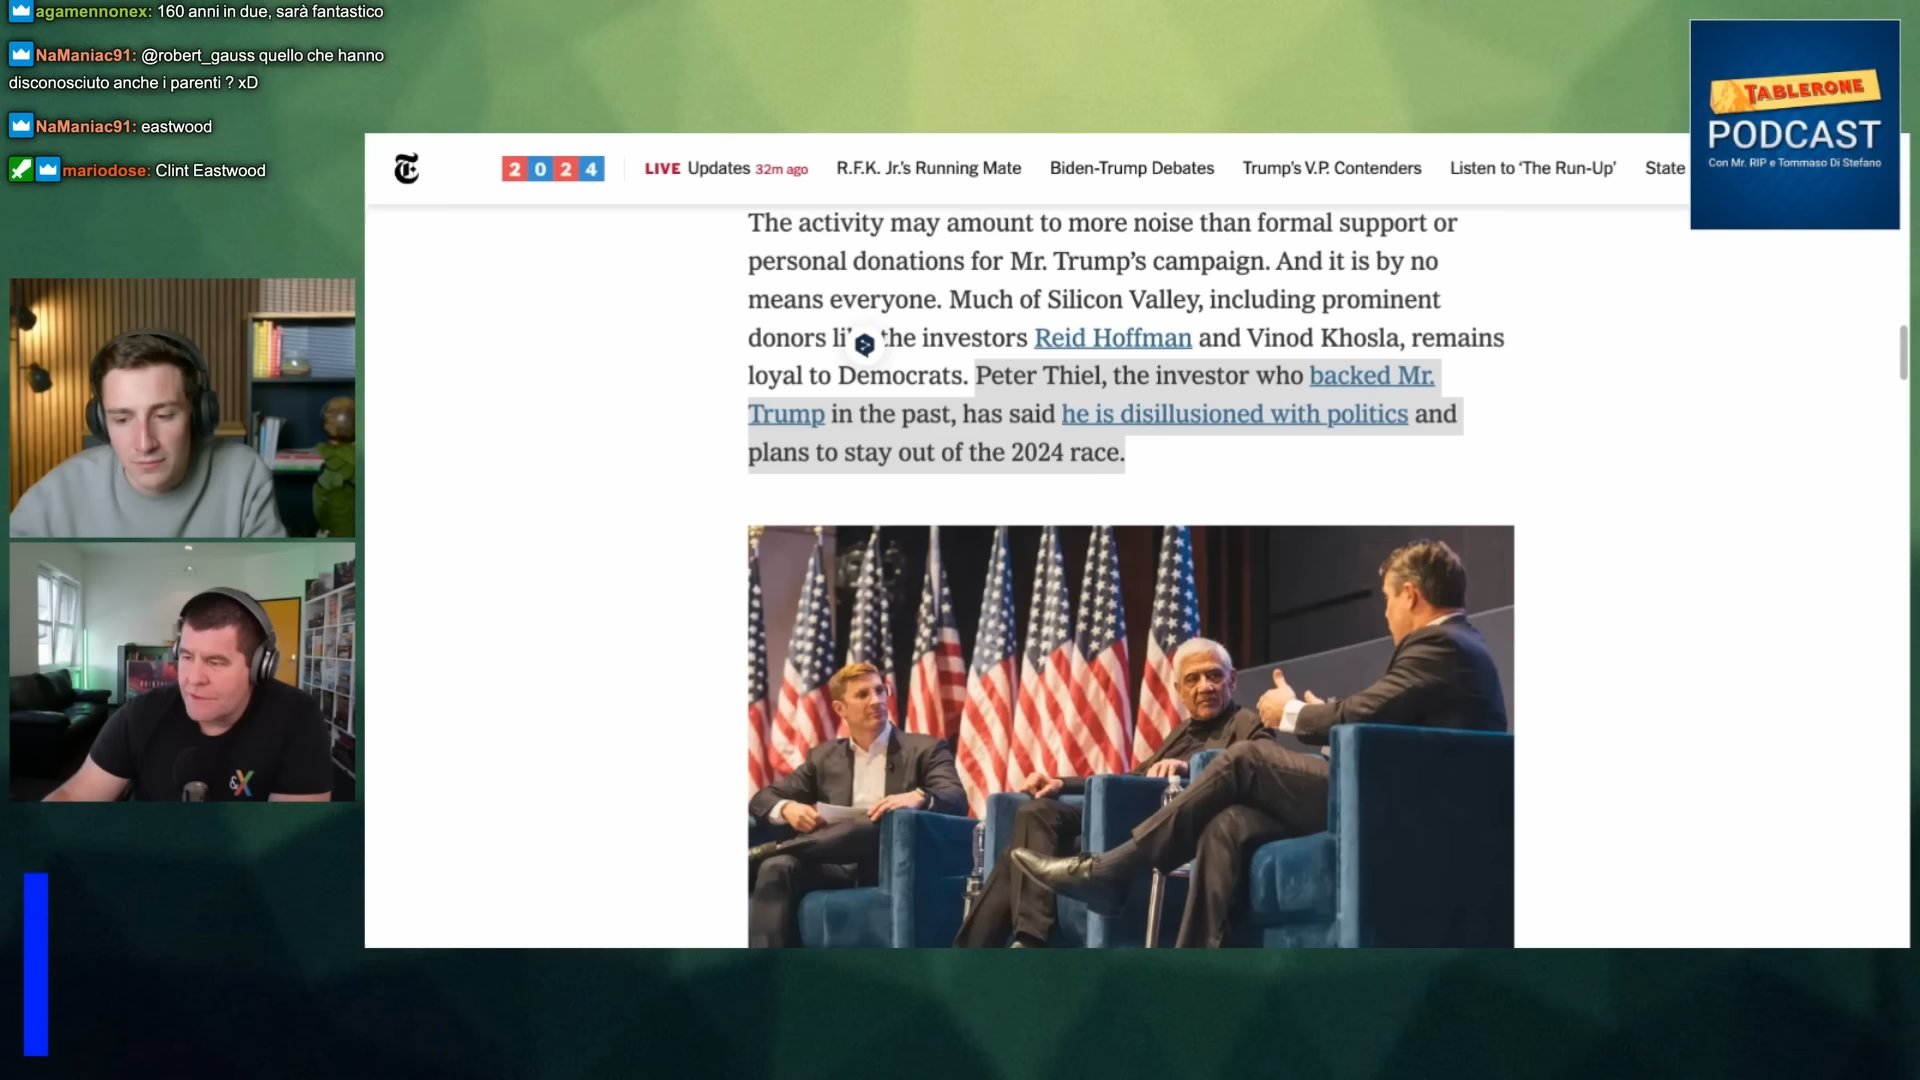 agamennonex: 160 anni in due, sarà fantastico
NaManiac91: @robert_gauss quello che hanno
disconosciuto anche i parenti ? xD
NaManiac91: eastwood
mariodose: Clint Eastwood
TABLERONE
PODCAST
Con Mr. RIP e Tommaso Di Stefano
2024
LIVE Updates 32m ago
R.F.K. Jr.’s Running Mate
Biden-Trump Debates
Trump’s V.P. Contenders
Listen to ‘The Run-Up’
State
The activity may amount to more noise than formal support or
personal donations for Mr. Trump’s campaign. And it is by no
means everyone. Much of Silicon Valley, including prominent
donors the investors Reid Hoffman and Vinod Khosla, remains
loyal to Democrats. Peter Thiel, the investor who backed Mr.
Trump in the past, has said he is disillusioned with politics and
plans to stay out of the 2024 race.
&X